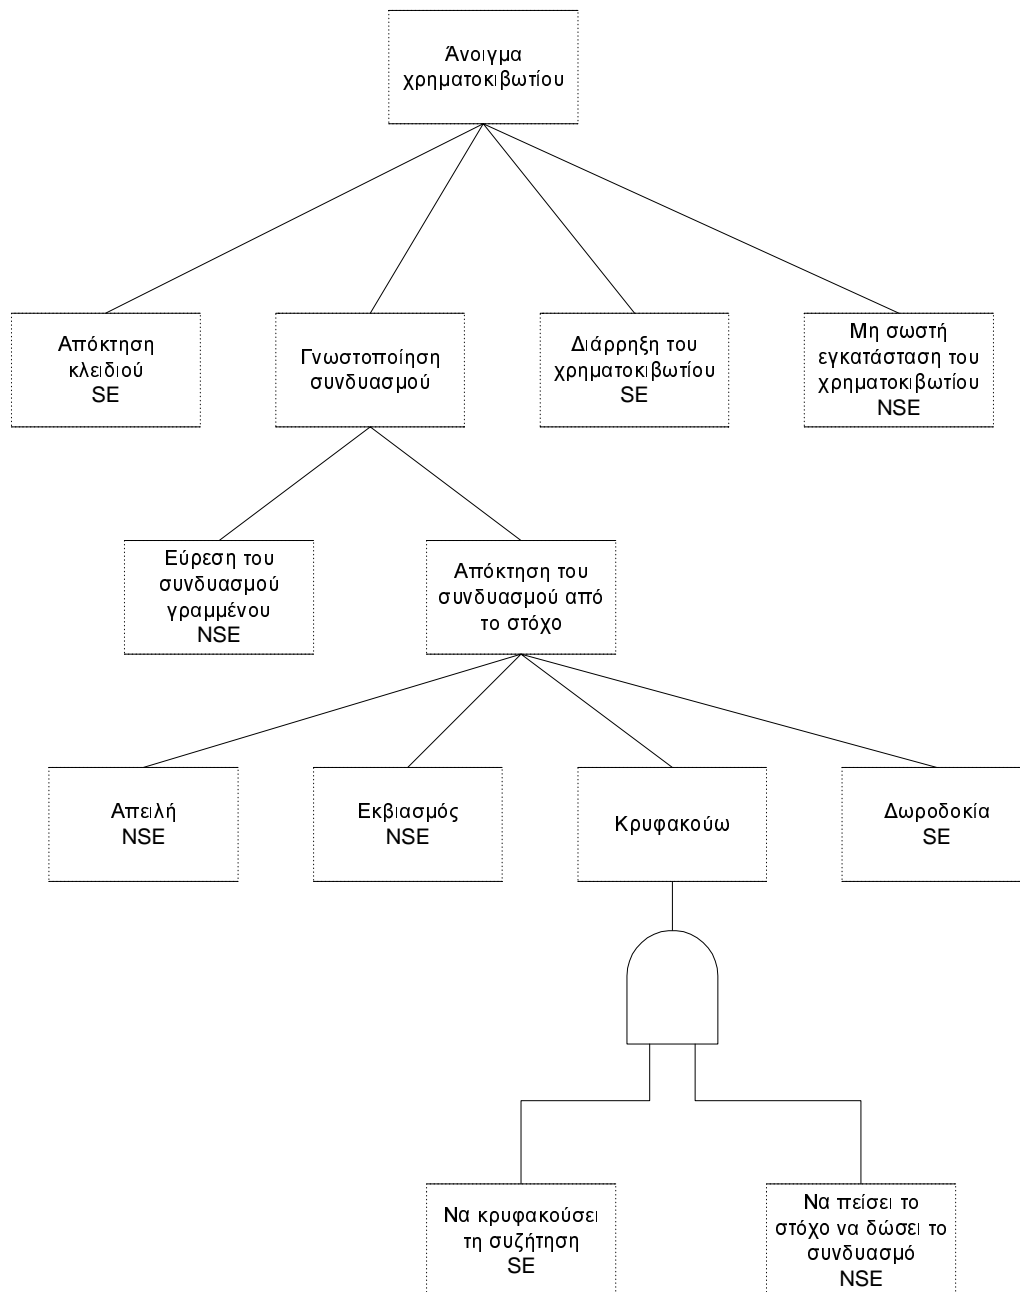 Άνοιγμα
χρηματοκιβωτίου
Απόκτηση
κλειδιού
SE
Γνωστοποίηση
συνδυασμού
Διάρρηξη του
χρηματοκιβωτίου
SE
Μη σωστή
εγκατάσταση του
χρηματοκιβωτίου
NSE
Εύρεση του
συνδυασμού
γραμμένου
NSE
Απόκτηση του
συνδυασμού από
το στόχο
Απειλή
NSE
Εκβιασμός
NSE
Κρυφακούω
Δωροδοκία
SE
Να κρυφακούσει
τη συζήτηση
SE
Να πείσει το
στόχο να δώσει το
συνδυασμό
NSE